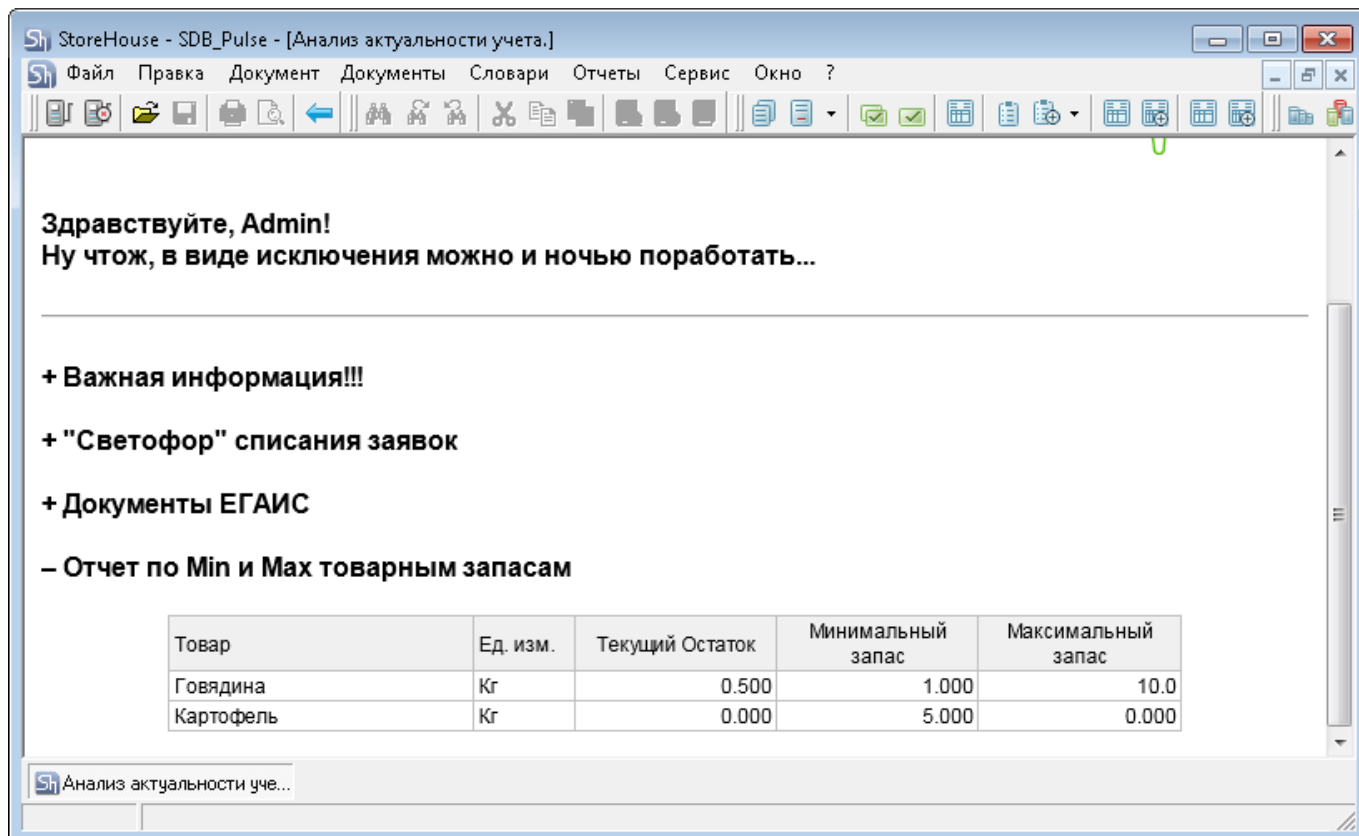 StoreHouse - SDB_Pulse - [Анализ актуальности учета.]
Файл Правка Документ Документы Словари Отчеты Сервис Окно ?
Здравствуйте, Admin!
Ну чтож, в виде исключения можно и ночью поработать...
+ Важная информация!!!
+ "Светофор" списания заявок
+ Документы ЕГАИС
– Отчет по Min и Max товарным запасам
Товар Ед. изм. Текущий Остаток Минимальный запас Максимальный запас
Говядина Кг 0.500 1.000 10.0
Картофель Кг 0.000 5.000 0.000
Анализ актуальности уче...